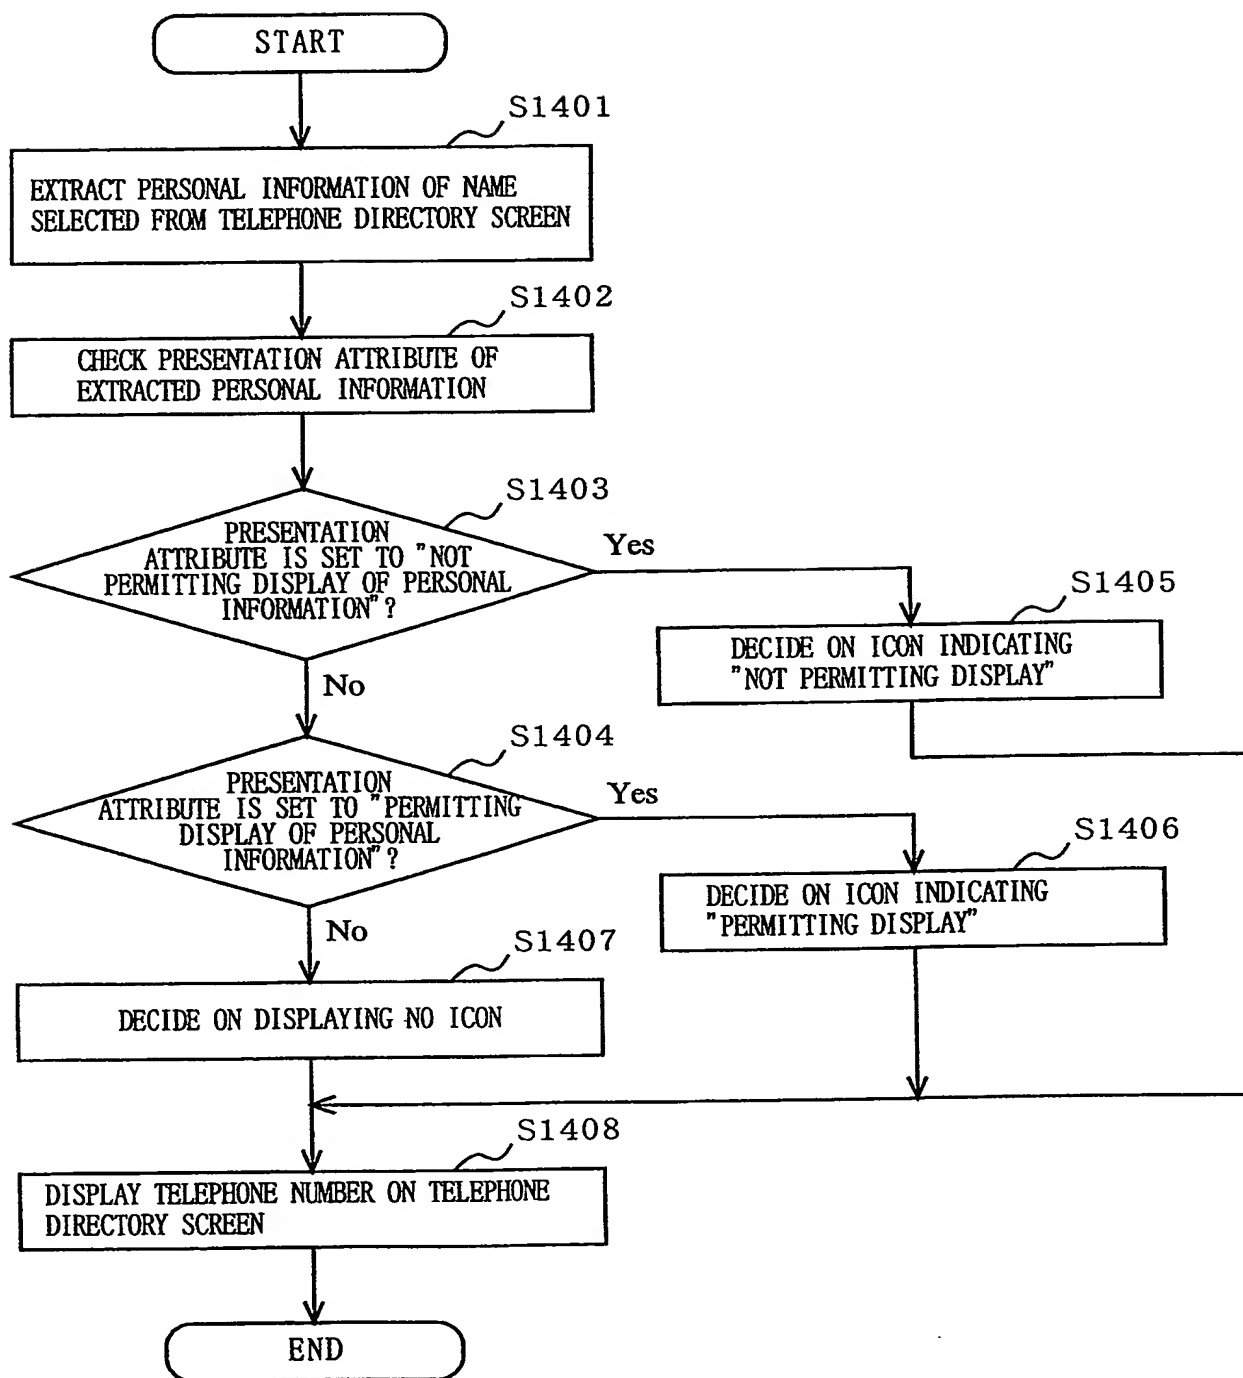 START
S1401
EXTRACT PERSONAL INFORMATION OF NAME
SELECTED FROM TELEPHONE DIRECTORY SCREEN
S1402
CHECK PRESENTATION ATTRIBUTE OF
EXTRACTED PERSONAL INFORMATION
S1403
PRESENTATION
ATTRIBUTE IS SET TO "NOT
PERMITTING DISPLAY OF PERSONAL
INFORMATION"?
Yes
S1405
DECIDE ON ICON INDICATING
"NOT PERMITTING DISPLAY"
No
S1404
PRESENTATION
ATTRIBUTE IS SET TO "PERMITTING
DISPLAY OF PERSONAL
INFORMATION"?
Yes
S1406
DECIDE ON ICON INDICATING
"PERMITTING DISPLAY"
No
S1407
DECIDE ON DISPLAYING NO ICON
S1408
DISPLAY TELEPHONE NUMBER ON TELEPHONE
DIRECTORY SCREEN
END